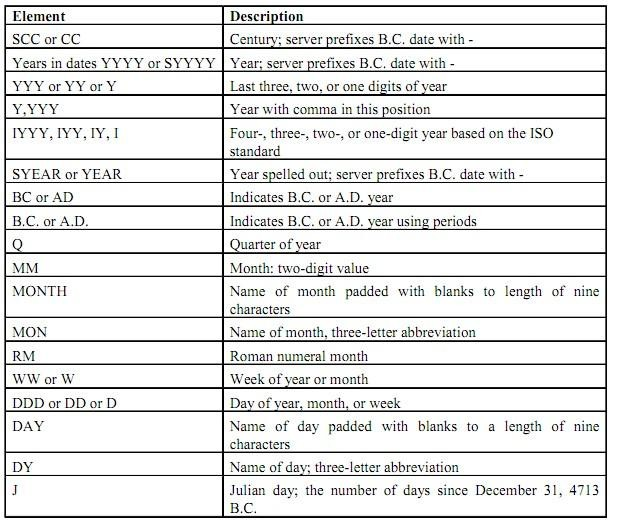 Element Description
SCC or CC Century; server prefixes B.C. date with -
Years in dates YYYY or SYYYY Year; server prefixes B.C. date with -
YYY or YY or Y Last three, two, or one digits of year
Y,YYY Year with comma in this position
IYYY, IYY, IY, I Four-, three-, two-, or one-digit year based on the ISO
standard
SYEAR or YEAR Year spelled out; server prefixes B.C. date with -
BC or AD Indicates B.C. or A.D. year
B.C. or A.D. Indicates B.C. or A.D. year using periods
Q Quarter of year
MM Month: two-digit value
MONTH Name of month padded with blanks to length of nine
characters
MON Name of month, three-letter abbreviation
RM Roman numeral month
WW or W Week of year or month
DDD or DD or D Day of year, month, or week
DAY Name of day padded with blanks to a length of nine
characters
DY Name of day; three-letter abbreviation
J Julian day; the number of days since December 31, 4713
B.C.